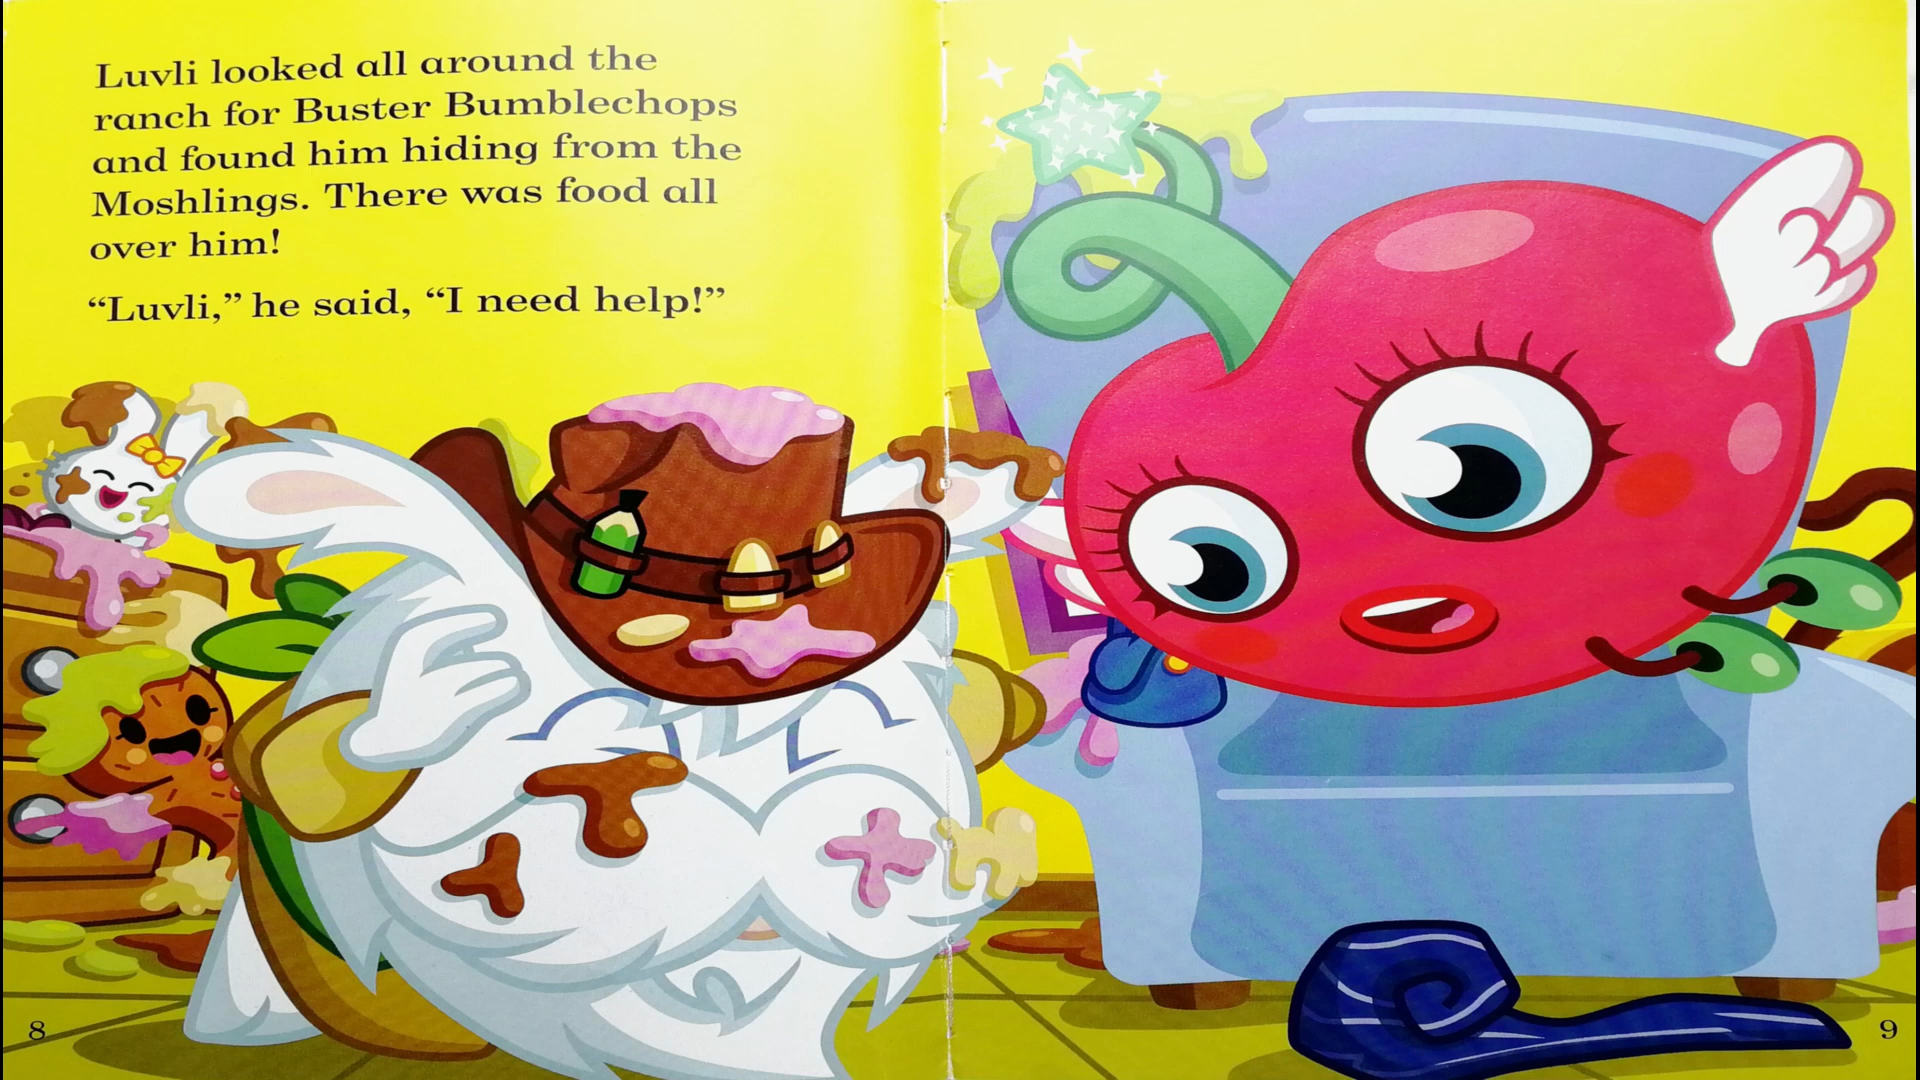 Luvli looked all around the
ranch for Buster Bumblechops
and found him hiding from the
Moshlings. There was food all
over him!
“Luvli,” he said, “I need help!”
8
9